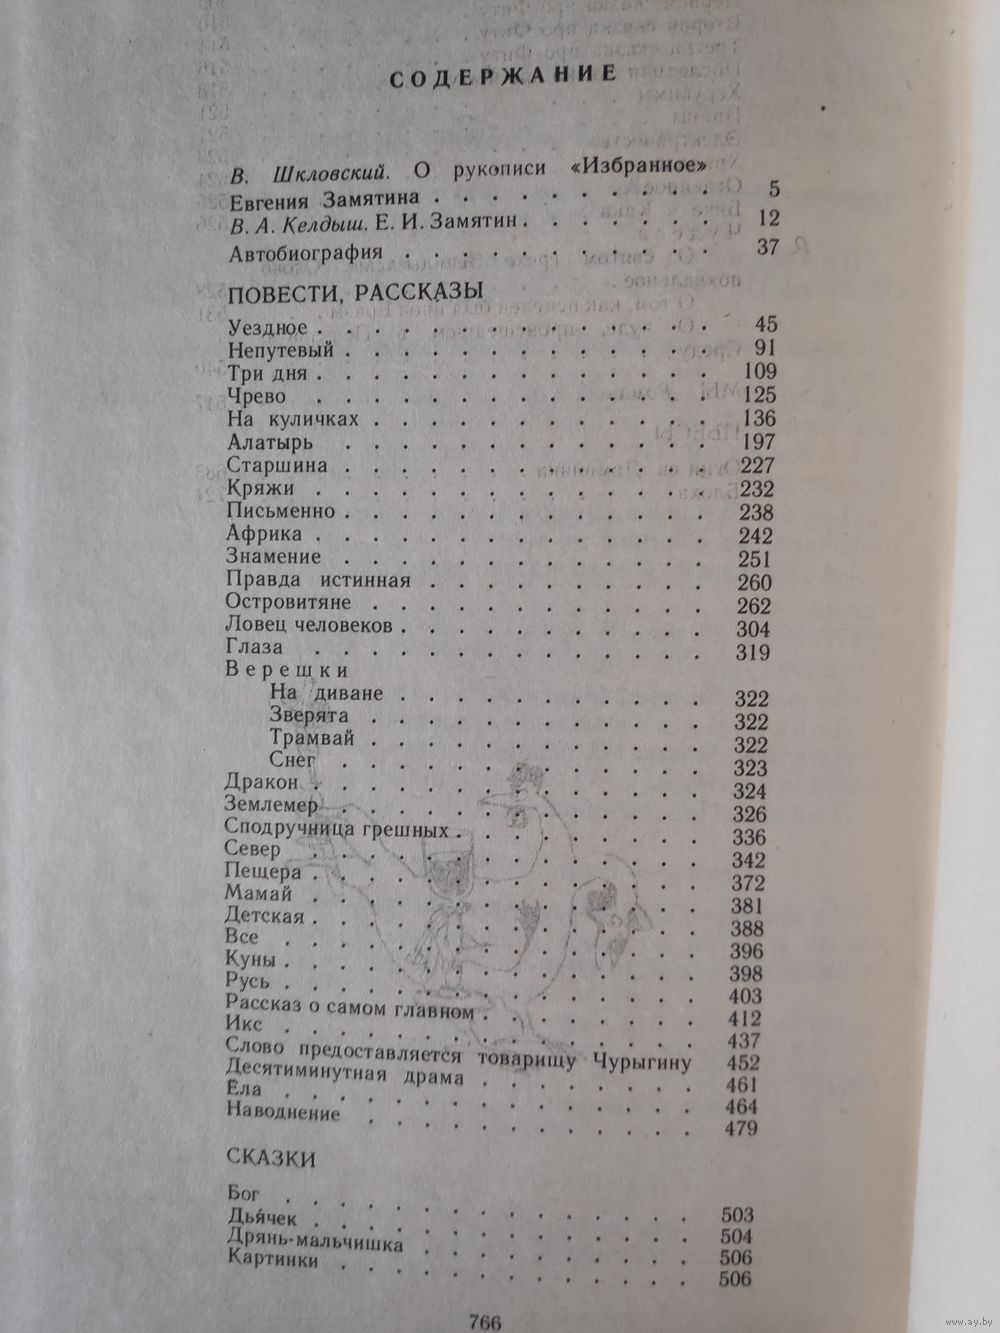 СОДЕРЖАНИЕ
В. Шкловский. О рукописи «Избранное»
Евгения Замятина . . . . . . . . . . 5
В. А. Келдыш. Е. И. Замятин . . . . . . . 12
Автобиография . . . . . . . . . . . 37
ПОВЕСТИ, РАССКАЗЫ
Уездное . . . . . . . . . . . . . . 45
Непутевый . . . . . . . . . . . . . 91
Три дня . . . . . . . . . . . . . . 109
Чрево . . . . . . . . . . . . . . 125
На куличках . . . . . . . . . . . . 136
Алатырь . . . . . . . . . . . . . 197
Старшина . . . . . . . . . . . . . 227
Кряжи . . . . . . . . . . . . . . 232
Письменно . . . . . . . . . . . . . 238
Африка . . . . . . . . . . . . . . 242
Знамение . . . . . . . . . . . . . 251
Правда истинная . . . . . . . . . . 260
Островитяне . . . . . . . . . . . . 262
Ловец человеков . . . . . . . . . . . 304
Глаза . . . . . . . . . . . . . . 319
Верешки
На диване . . . . . . . . . . . 322
Зверята . . . . . . . . . . . . 322
Трамвай . . . . . . . . . . . . 322
Снег . . . . . . . . . . . . . 323
Дракон . . . . . . . . . . . . . . 324
Землемер . . . . . . . . . . . . . 326
Сподручница грешных . . . . . . . . . 336
Север . . . . . . . . . . . . . . 342
Пещера . . . . . . . . . . . . . . 372
Мамай . . . . . . . . . . . . . . 381
Детская . . . . . . . . . . . . . . 388
Все . . . . . . . . . . . . . . . 396
Куны . . . . . . . . . . . . . . . 398
Русь . . . . . . . . . . . . . . . 403
Рассказ о самом главном . . . . . . . . 412
Икс . . . . . . . . . . . . . . . 437
Слово предоставляется товарищу Чурыгину 452
Десятиминутная драма . . . . . . . . 461
Ёла . . . . . . . . . . . . . . . 464
Наводнение . . . . . . . . . . . . 479
СКАЗКИ
Бог . . . . . . . . . . . . . . . 503
Дьячек . . . . . . . . . . . . . . 504
Дрянь-мальчишка . . . . . . . . . . 506
Картинки . . . . . . . . . . . . . 506
766
www.ay.by